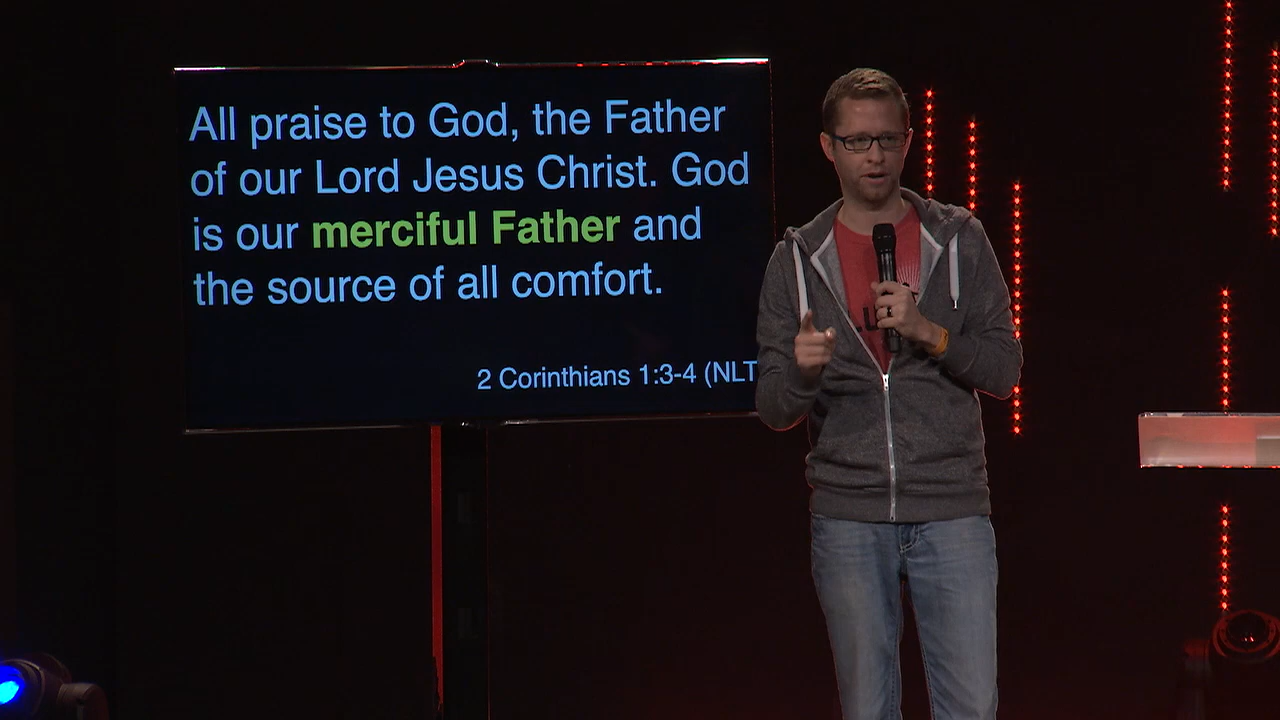 All praise to God, the Father
of our Lord Jesus Christ. God
is our merciful Father and
the source of all comfort.
2 Corinthians 1:3-4 (NLT